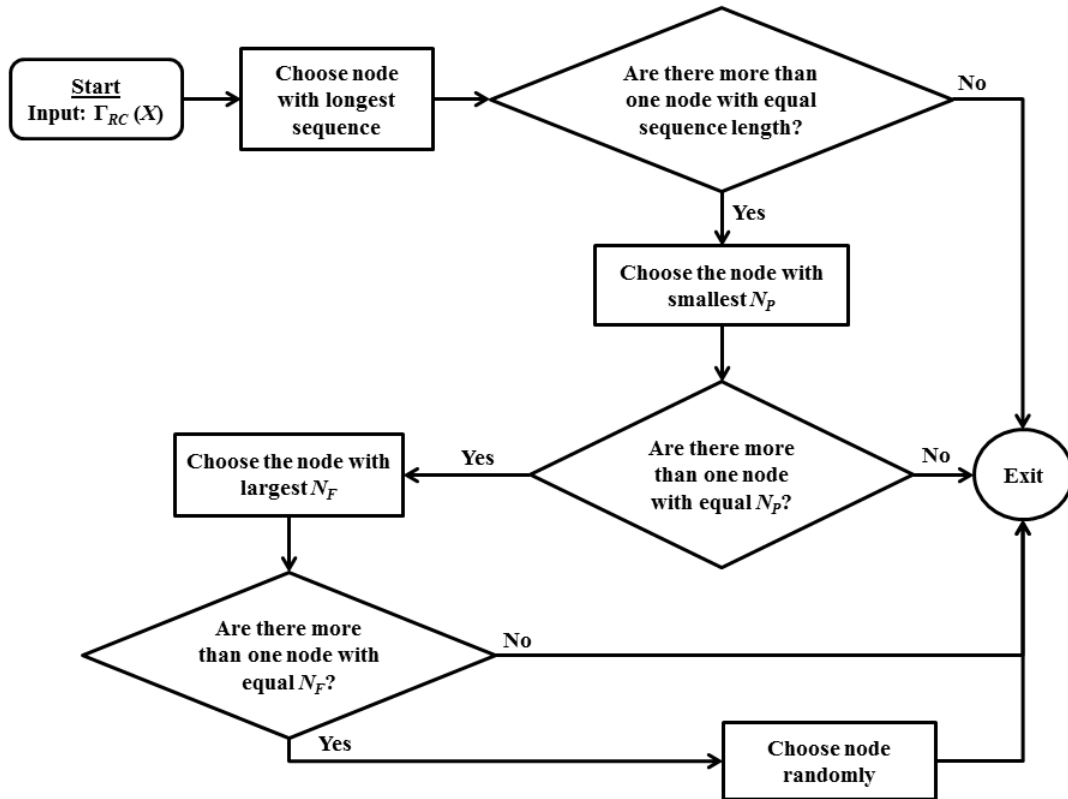 Start
Input: Γ_RC (X)
Choose node
with longest
sequence
Are there more than
one node with equal
sequence length?
No
Yes
Choose the node with
smallest N_P
Are there more
than one node
with equal N_P?
No
Yes
Exit
Choose the node with
largest N_F
Are there more
than one node with
equal N_F?
No
Yes
Choose node
randomly